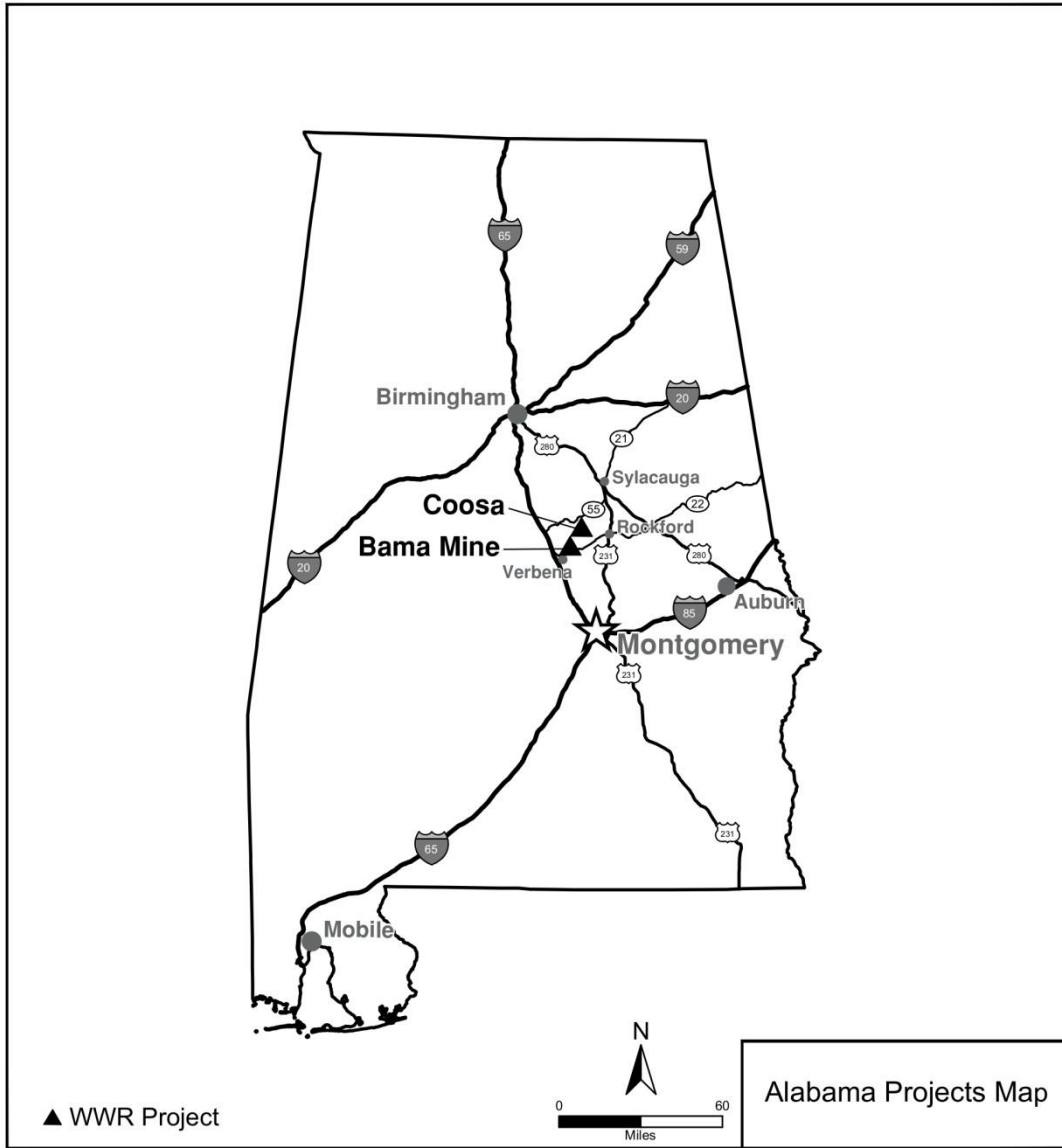 65
59
Birmingham
20
280
21
Sylacauga
Coosa
55
22
Rockford
Bama Mine
231
280
Verbena
20
Auburn
85
Montgomery
231
231
65
Mobile
N
0 60
Miles
▲ WWR Project
Alabama Projects Map